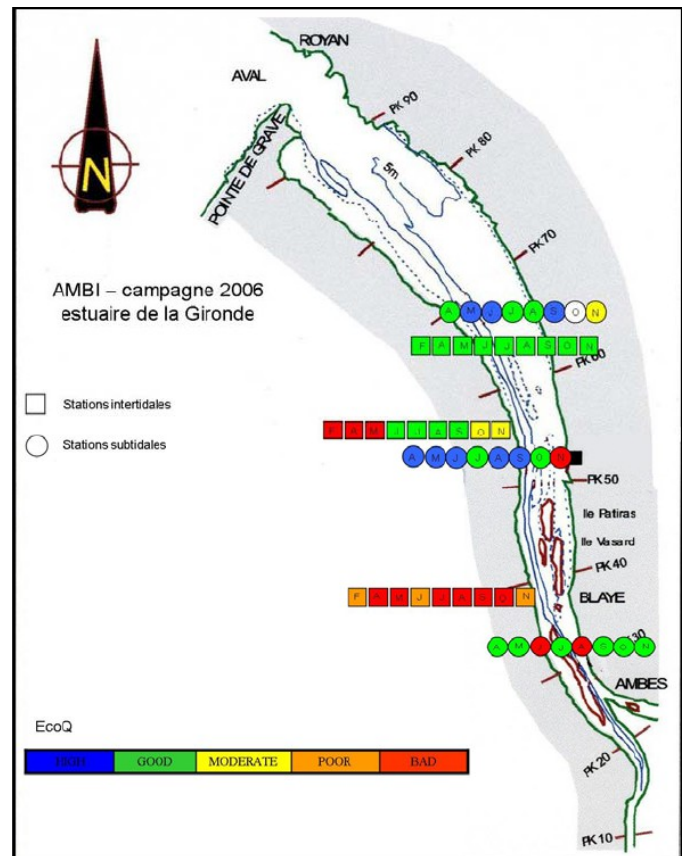 ROYAN
AVAL
PK 90
PK 80
POINTE DE GRAVE
N
5m
PK 70
AMBI – campagne 2006
estuaire de la Gironde
A M J J A S O N
F A M J J A S O N
PK 60
Stations intertidales
F A M J J A S O N
Stations subtidales
A M J J A S O N
PK 50
Ile Patiras
Ile Vasard
PK 40
F A M J J A S O N
BLAYE
A M J J A S O N
30
AMBES
EcoQ
HIGH GOOD MODERATE POOR BAD
PK 20
PK 10